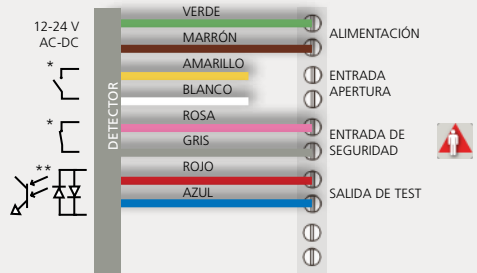 VERDE
12-24 V
AC-DC
ALIMENTACIÓN
MARRÓN
*
AMARILLO
ENTRADA
APERTURA
BLANCO
DETECTOR
*
ROSA
ENTRADA DE
SEGURIDAD
GRIS
**
ROJO
SALIDA DE TEST
AZUL